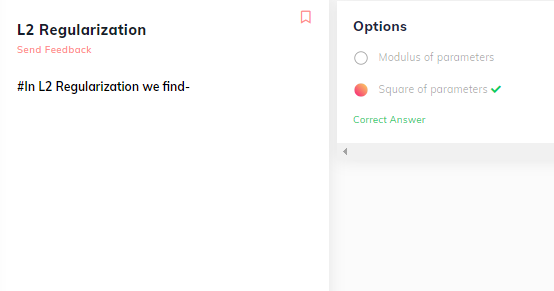 L2 Regularization
Send Feedback
#In L2 Regularization we find-
Options
Modulus of parameters
Square of parameters
Correct Answer